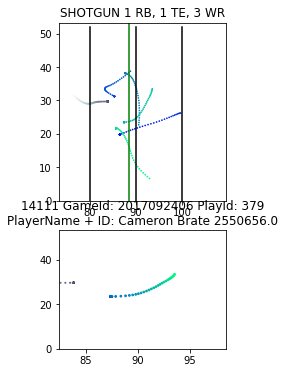 SHOTGUN 1 RB, 1 TE, 3 WR
50
40
30
20
10
0
80 90 100
14111 GameId: 2017092406 PlayId: 379
PlayerName + ID: Cameron Brate 2550656.0
40
20
0
85 90 95